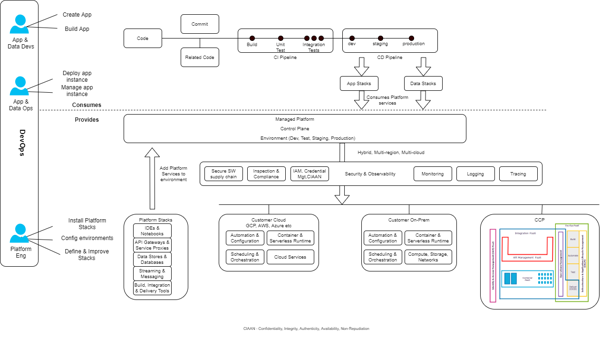 Create App
Build App
App &
Data Devs
Commit
Code
Related Code
Build
Unit
Test
Integration
Tests
CI Pipeline
dev
staging
production
CD Pipeline
Deploy app
instance
Manage app
instance
App &
Data Ops
App Stacks
Data Stacks
Consumes Platform
services
Consumes
Provides
DevOps
Managed Platform
Control Plane
Environment (Dev, Test, Staging, Production)
Hybrid, Multi-region, Multi-cloud
Add Platform
Services to
environment
Secure SW
supply chain
Inspection &
Compliance
IAM, Credential
Mgt,CIAAN
Security & Observability
Monitoring
Logging
Tracing
Install Platform
Stacks
Config environments
Define & Improve
Stacks
Platform
Eng
Platform Stacks
IDEs &
Notebooks
API Gateways &
Service Proxies
Data Stores &
Databases
Streaming &
Messaging
Build, Integration
& Delivery Tools
Customer Cloud
GCP, AWS, Azure etc
Automation &
Configuration
Container &
Serverless Runtime
Scheduling &
Orchestration
Cloud Services
Customer On-Prem
Automation &
Configuration
Container &
Serverless Runtime
Scheduling &
Orchestration
Compute, Storage,
Networks
COP
CIAAN - Confidentiality, Integrity, Authenticity, Availability, Non-Repudiation